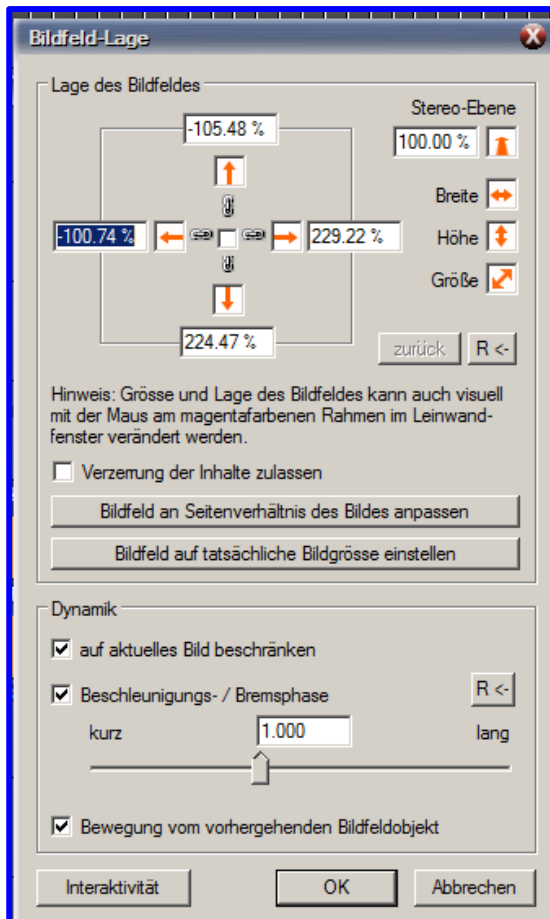 Bildfeld-Lage
Lage des Bildfeldes
Stereo-Ebene
-105.48 %
100.00 %
Breite
-100.74 %
229.22 %
Höhe
Größe
224.47 %
zurück
R <-
Hinweis: Grösse und Lage des Bildfeldes kann auch visuell
mit der Maus am magentafarbenen Rahmen im Leinwand-
fenster verändert werden.
Verzerrung der Inhalte zulassen
Bildfeld an Seitenverhältnis des Bildes anpassen
Bildfeld auf tatsächliche Bildgrösse einstellen
Dynamik
auf aktuelles Bild beschränken
Beschleunigungs- / Bremsphase
R <-
kurz
1.000
lang
Bewegung vom vorhergehenden Bildfeldobjekt
Interaktivität
OK
Abbrechen